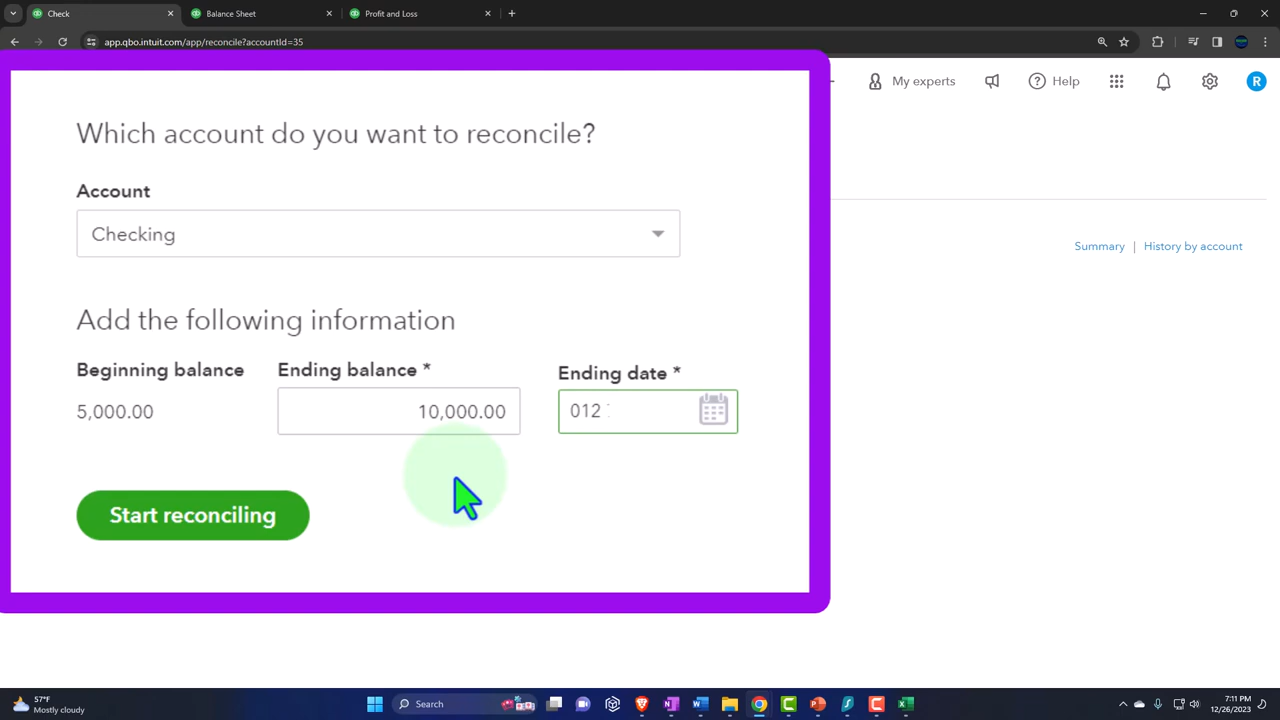 Check
Balance Sheet
Profit and Loss
app.qbo.intuit.com/app/reconcile?accountId=35
My experts
Help
R
Which account do you want to reconcile?
Account
Checking
Summary | History by account
Add the following information
Beginning balance Ending balance * Ending date *
5,000.00 10,000.00 012
Start reconciling
57°F
Mostly cloudy
Search
7:11 PM
12/26/2023